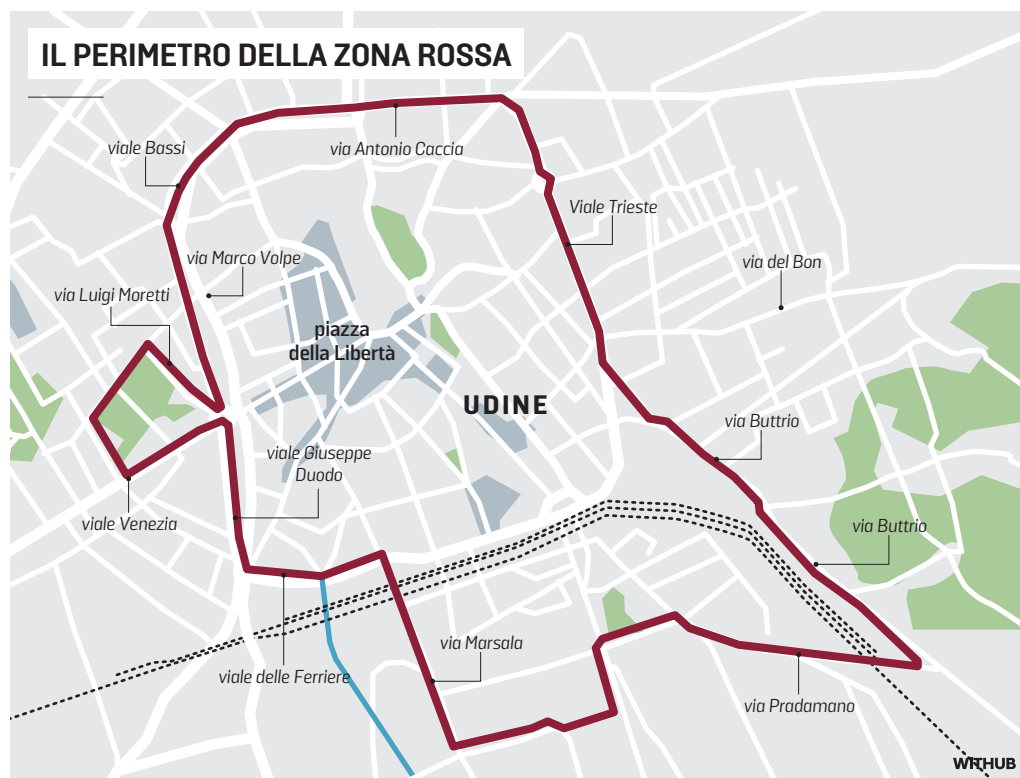 IL PERIMETRO DELLA ZONA ROSSA
viale Bassi
via Antonio Caccia
Viale Trieste
via Marco Volpe
via del Bon
via Luigi Moretti
piazza
della Libertà
UDINE
via Buttrio
viale Giuseppe
Duodo
viale Venezia
via Buttrio
via Marsala
viale delle Ferriere
via Pradamano
WITHUB